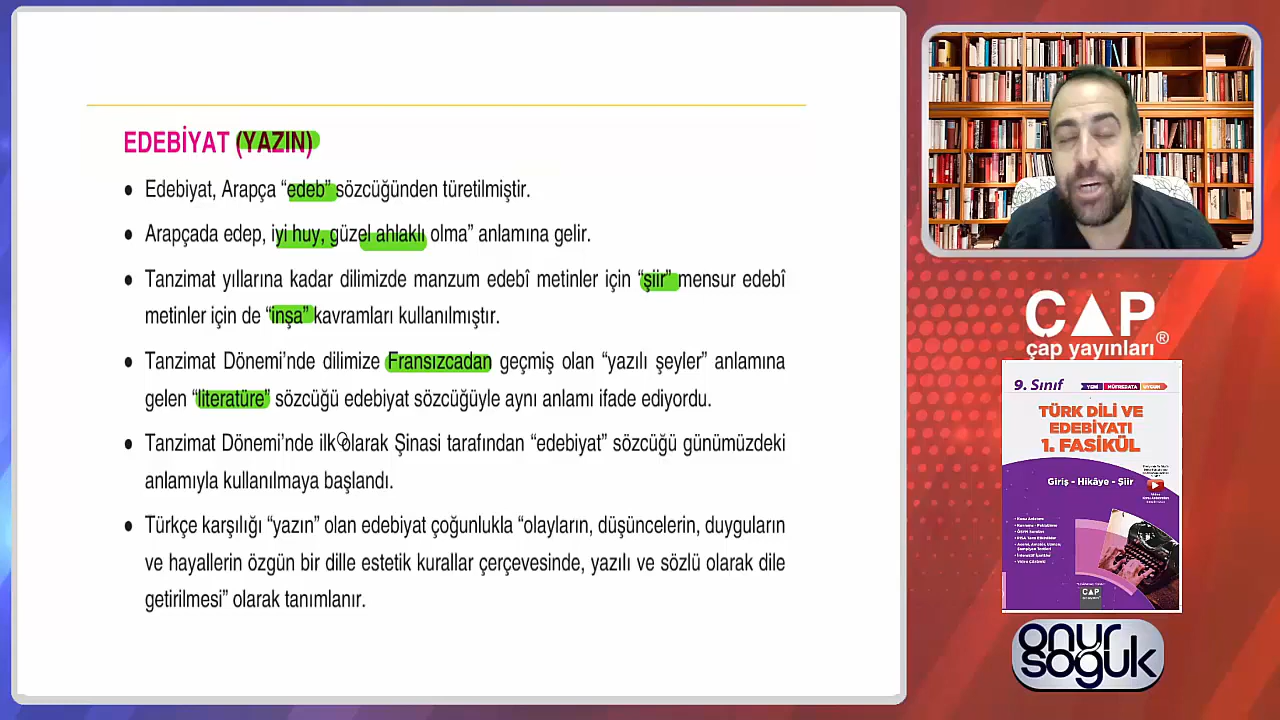 EDEBİYAT (YAZIN)
• Edebiyat, Arapça “edeb” sözcüğünden türetilmiştir.
• Arapçada edep, iyi huy, güzel ahlaklı olma” anlamına gelir.
• Tanzimat yıllarına kadar dilimizde manzum edebî metinler için “şiir” mensur edebî
metinler için de “inşa” kavramları kullanılmıştır.
• Tanzimat Dönemi’nde dilimize Fransızcadan geçmiş olan “yazılı şeyler” anlamına
gelen “literatüre” sözcüğü edebiyat sözcüğüyle aynı anlamı ifade ediyordu.
• Tanzimat Dönemi’nde ilk olarak Şinasi tarafından “edebiyat” sözcüğü günümüzdeki
anlamıyla kullanılmaya başlandı.
• Türkçe karşılığı “yazın” olan edebiyat çoğunlukla “olayların, düşüncelerin, duyguların
ve hayallerin özgün bir dille estetik kurallar çerçevesinde, yazılı ve sözlü olarak dile
getirilmesi” olarak tanımlanır.
ÇAP®
çap yayınları
9. Sınıf
YENİ MÜFREDATA UYGUN
TÜRK DİLİ VE
EDEBİYATI
1. FASİKÜL
Giriş - Hikâye - Şiir
ÇAP
onur
soğuk